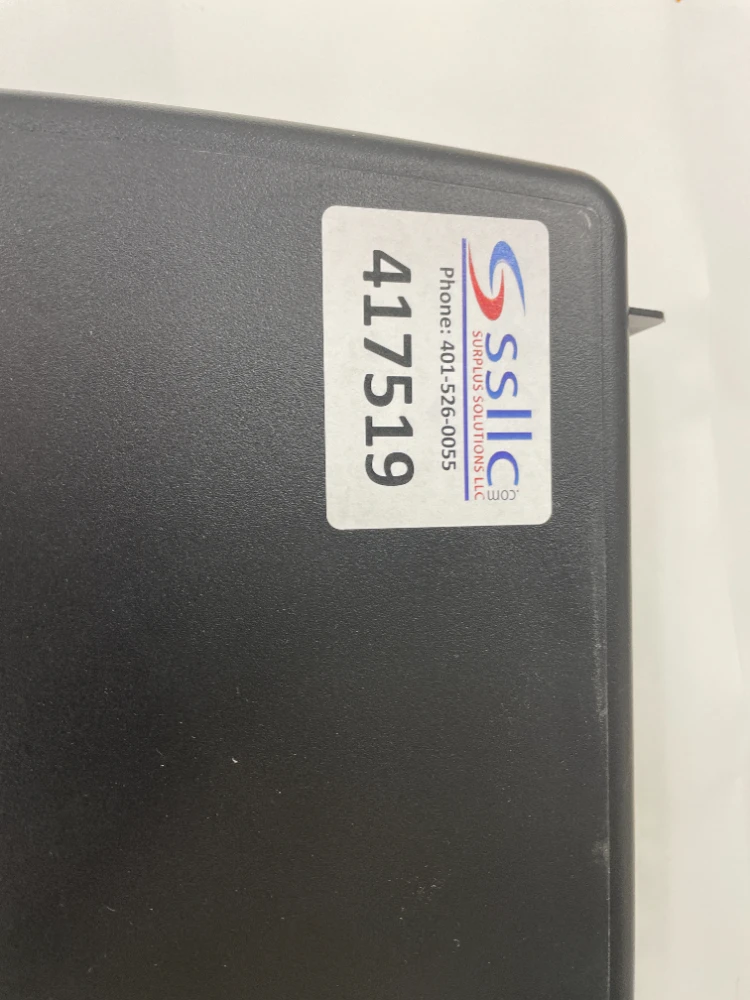 ssllc.com
SURPLUS SOLUTIONS LLC
Phone: 401-526-0055
417519